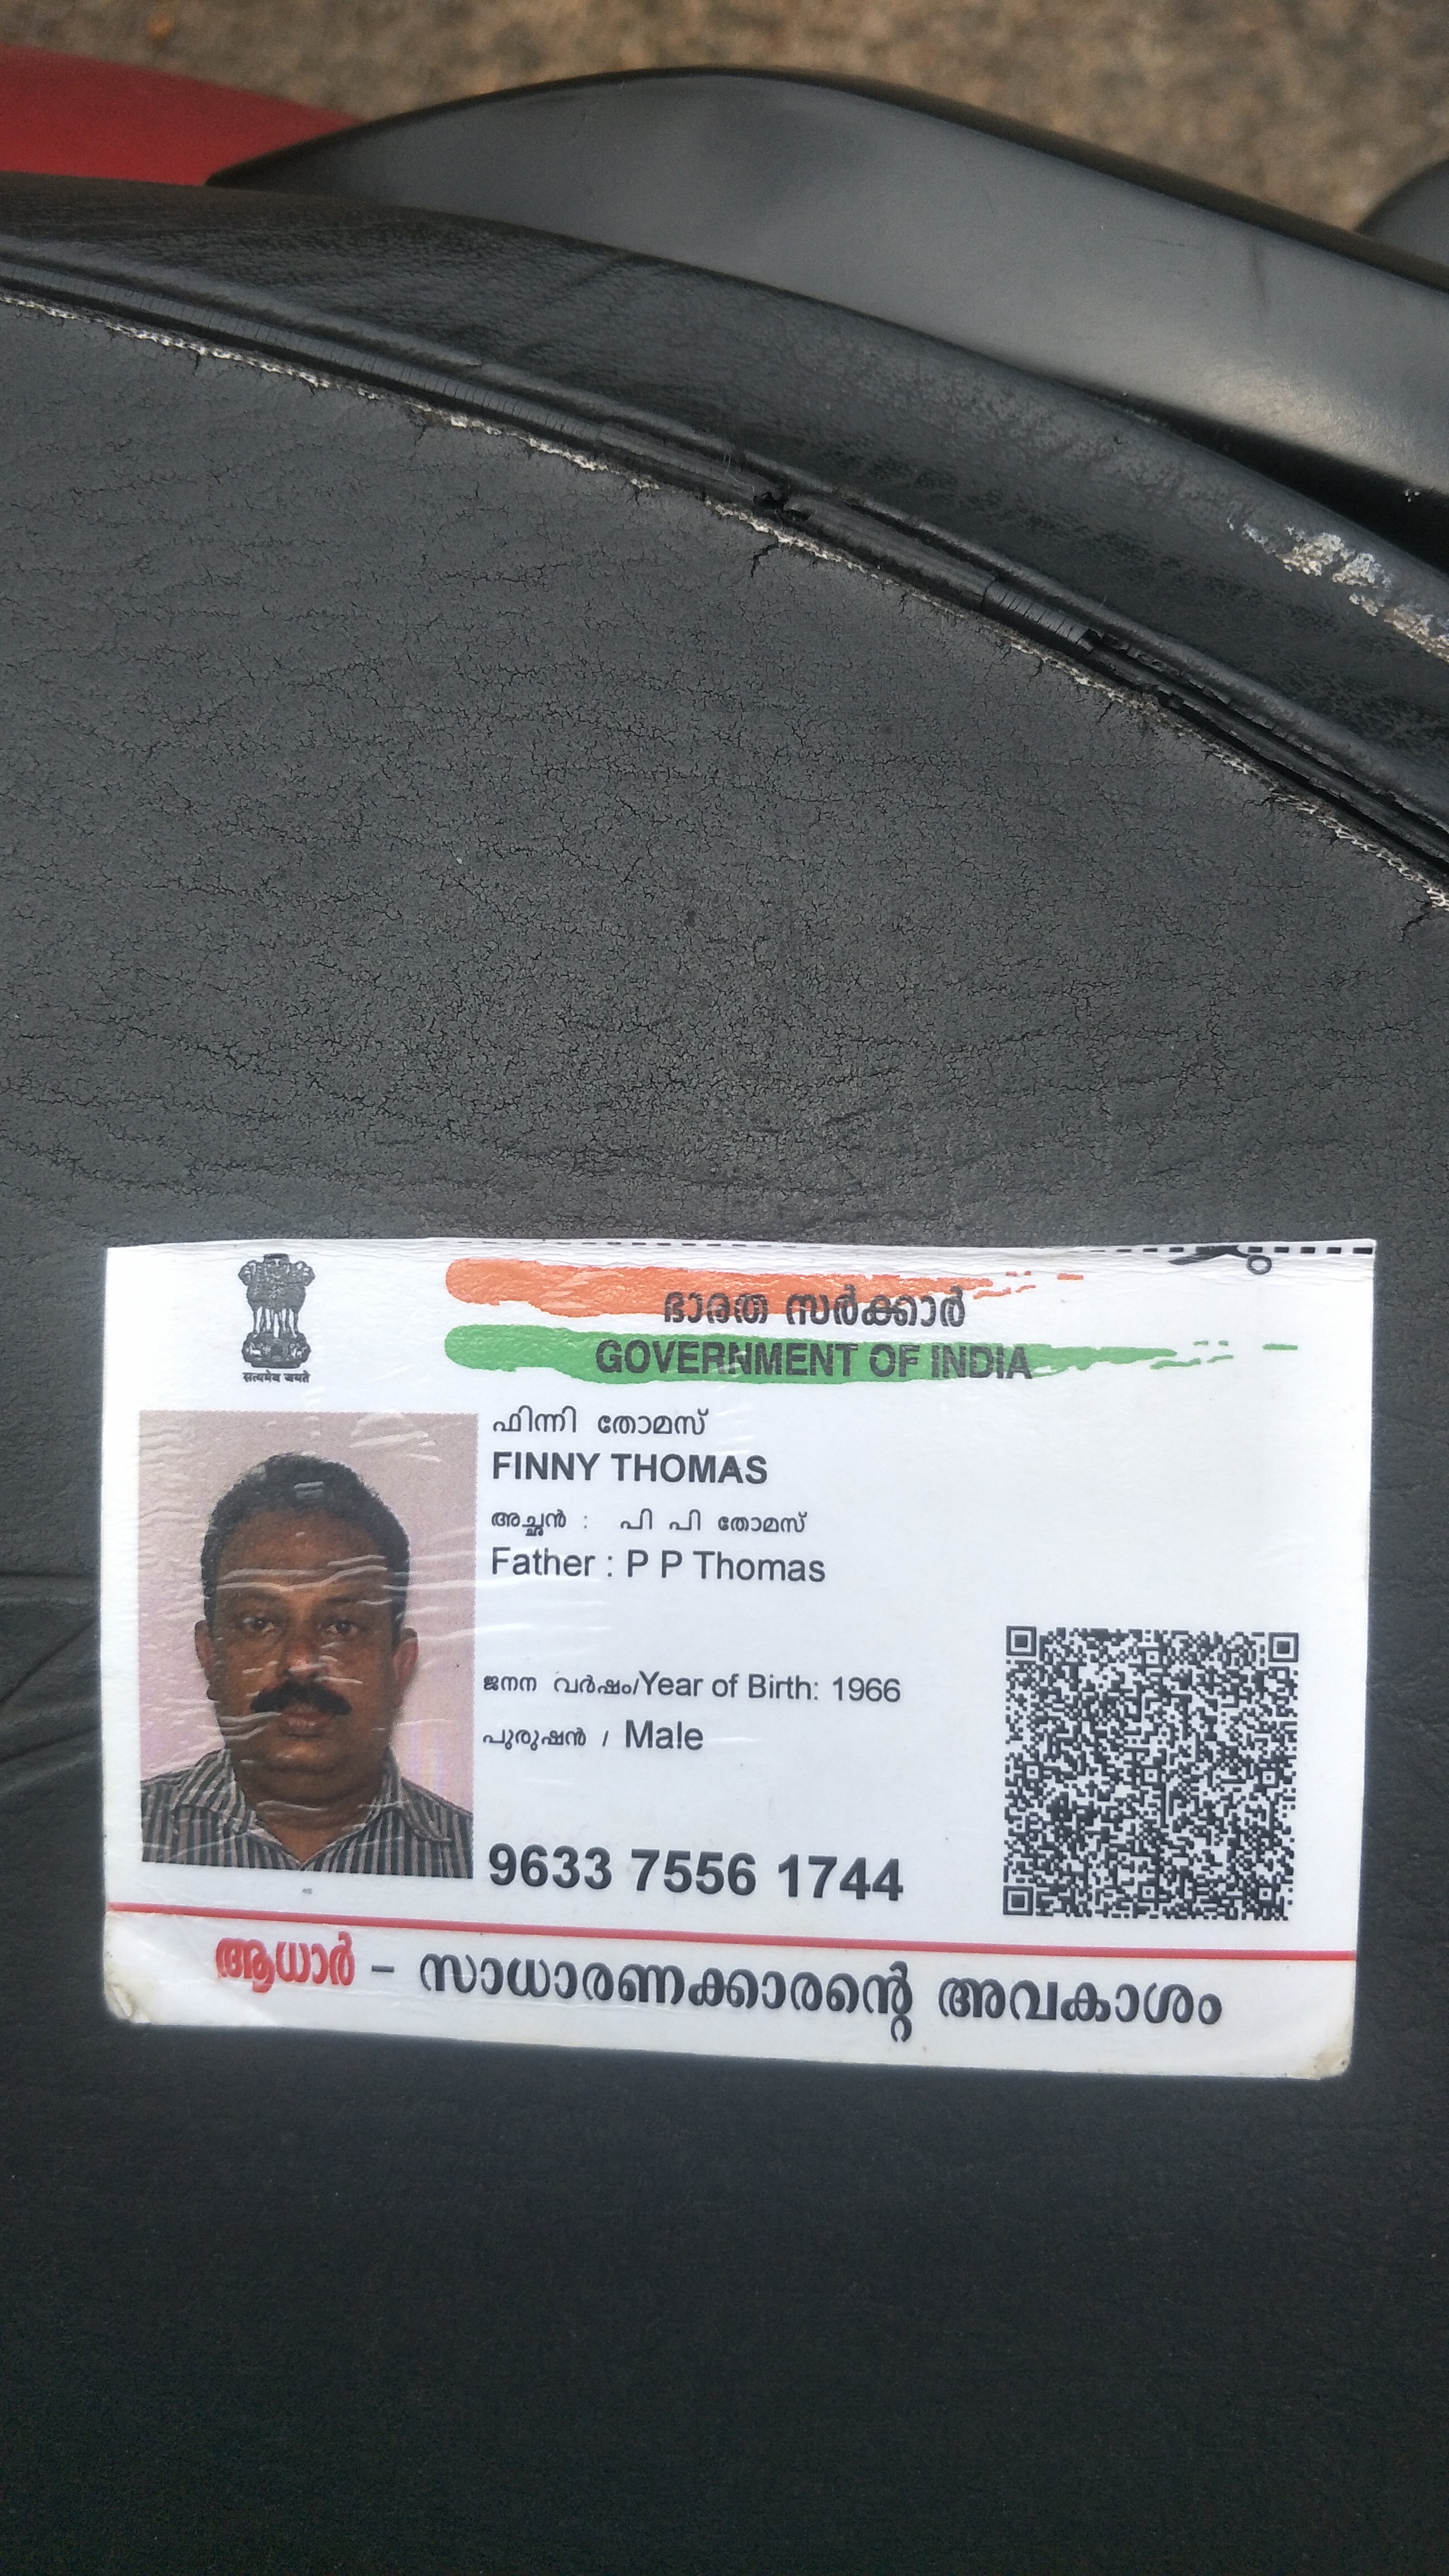 ഭാരത സർക്കാർ
GOVERNMENT OF INDIA
सत्यमेव जयते
ഫിന്നി തോമസ്
FINNY THOMAS
അച്ഛൻ : പി പി തോമസ്
Father : P P Thomas
ജനന വർഷം/Year of Birth: 1966
പുരുഷൻ / Male
9633 7556 1744
ആധാർ – സാധാരണക്കാരന്റെ അവകാശം